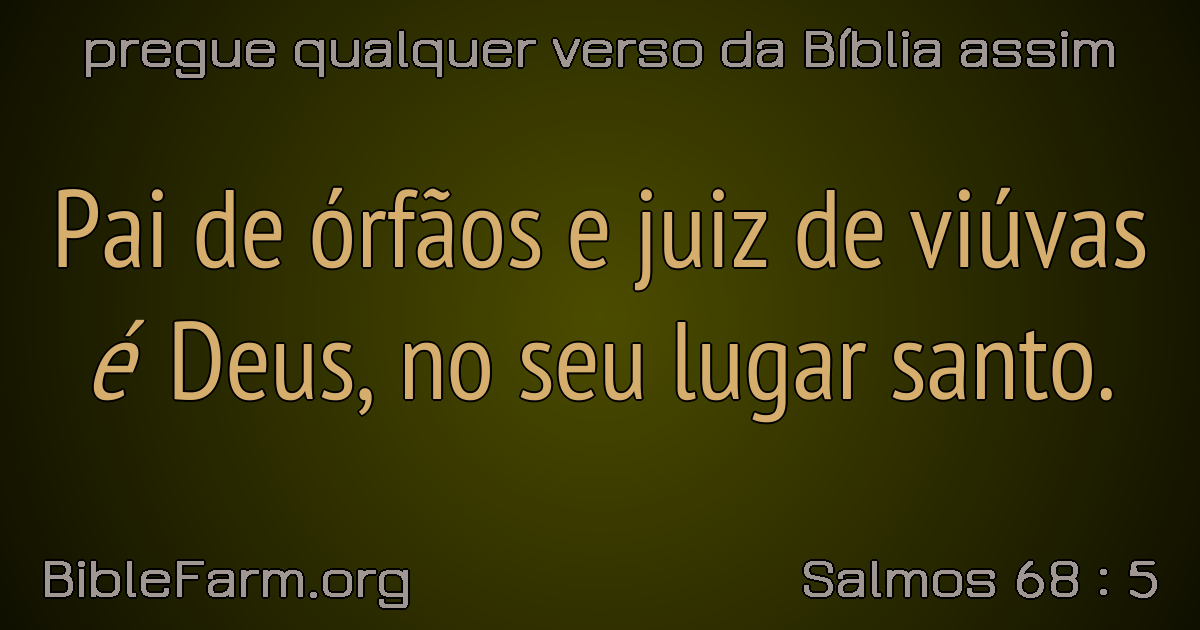 pregue qualquer verso da Bíblia assim
Pai de órfãos e juiz de viúvas
é Deus, no seu lugar santo.
BibleFarm.org
Salmos 68 : 5